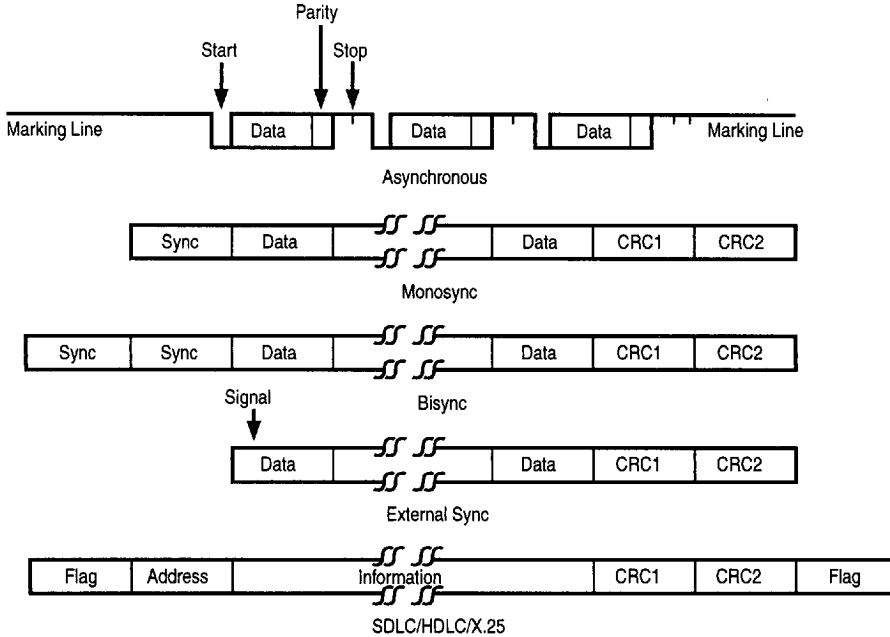 Parity
Start Stop
Marking Line Data Data Data Marking Line
Asynchronous
Sync Data Data CRC1 CRC2
Monosync
Sync Sync Data Data CRC1 CRC2
Bisync
Signal
Data Data CRC1 CRC2
External Sync
Flag Address Information CRC1 CRC2 Flag
SDLC/HDLC/X.25